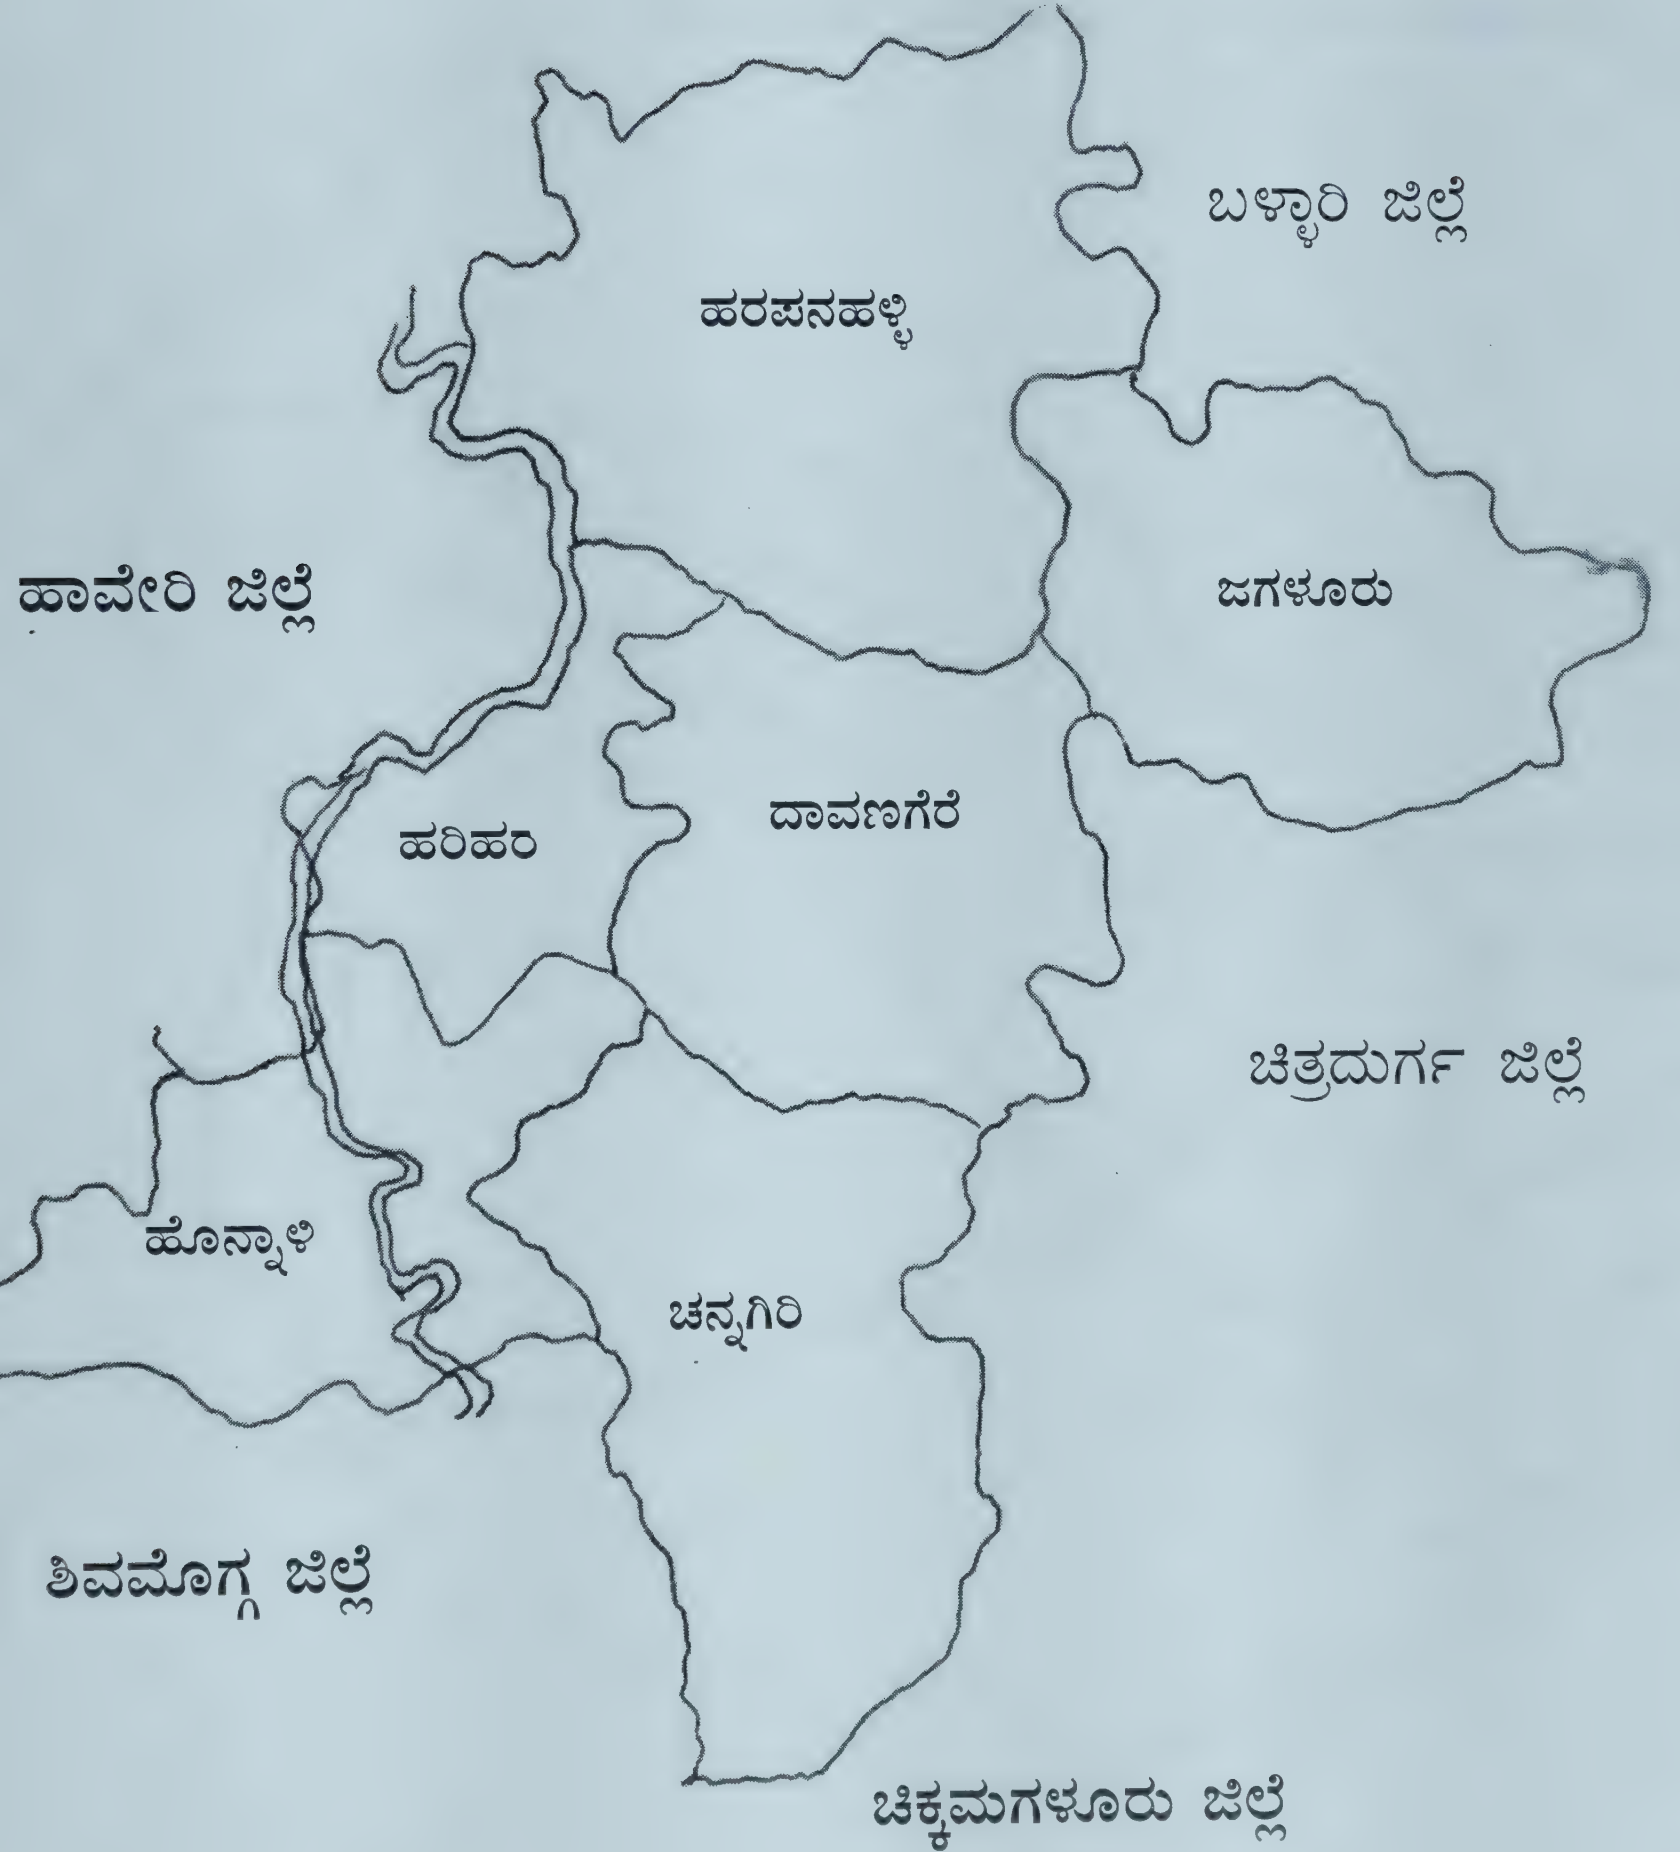 ಬಳ್ಳಾರಿ ಜಿಲ್ಲೆ
ಹರಪನಹಳ್ಳಿ
ಹಾವೇರಿ ಜಿಲ್ಲೆ
ಜಗಳೂರು
ದಾವಣಗೆರೆ
ಹರಿಹರ
ಚಿತ್ರದುರ್ಗ ಜಿಲ್ಲೆ
ಹೊನ್ನಾಳಿ
ಚನ್ನಗಿರಿ
ಶಿವಮೊಗ್ಗ ಜಿಲ್ಲೆ
ಚಿಕ್ಕಮಗಳೂರು ಜಿಲ್ಲೆ